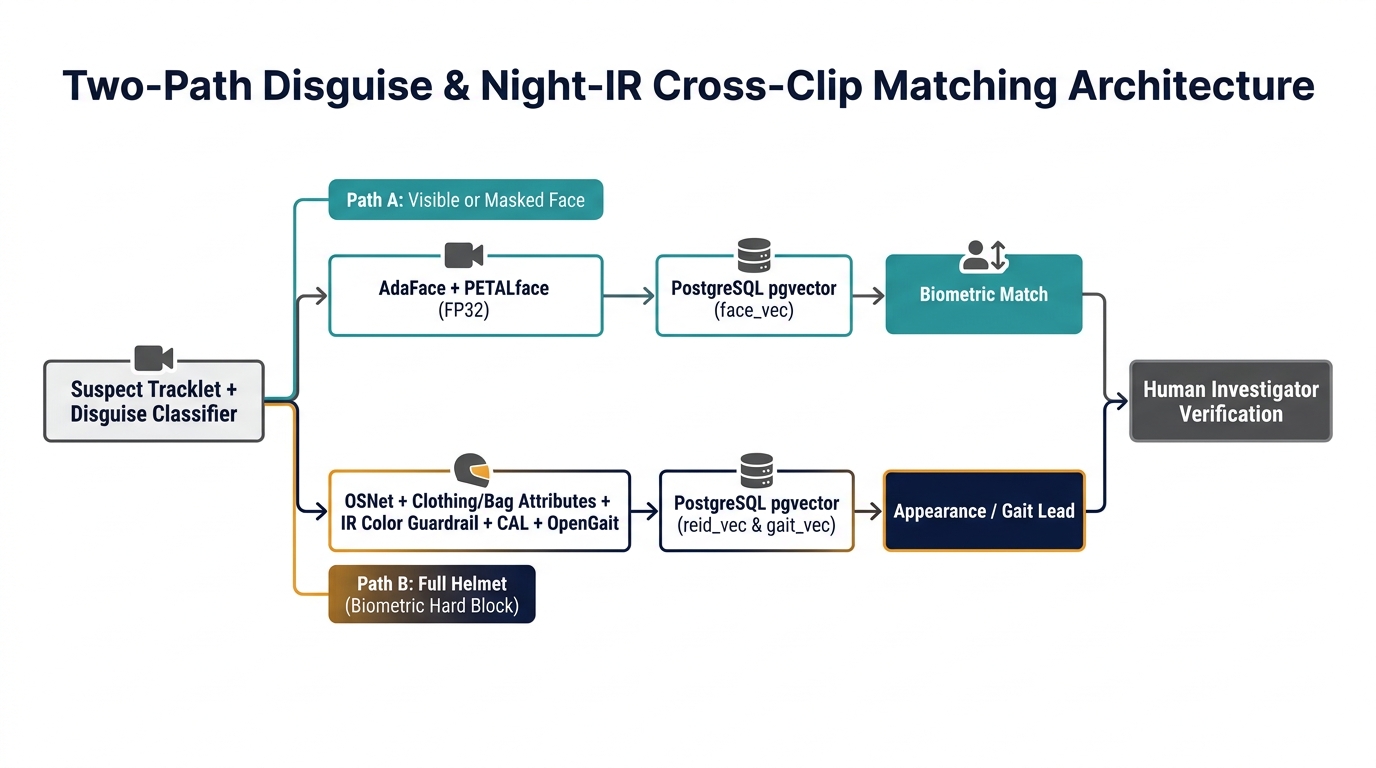 Two-Path Disguise & Night-IR Cross-Clip Matching Architecture
Path A: Visible or Masked Face
AdaFace + PETALface
(FP32)
PostgreSQL pgvector
(face_vec)
Biometric Match
Suspect Tracklet +
Disguise Classifier
Human Investigator
Verification
OSNet + Clothing/Bag Attributes +
IR Color Guardrail + CAL + OpenGait
PostgreSQL pgvector
(reid_vec & gait_vec)
Appearance / Gait Lead
Path B: Full Helmet
(Biometric Hard Block)